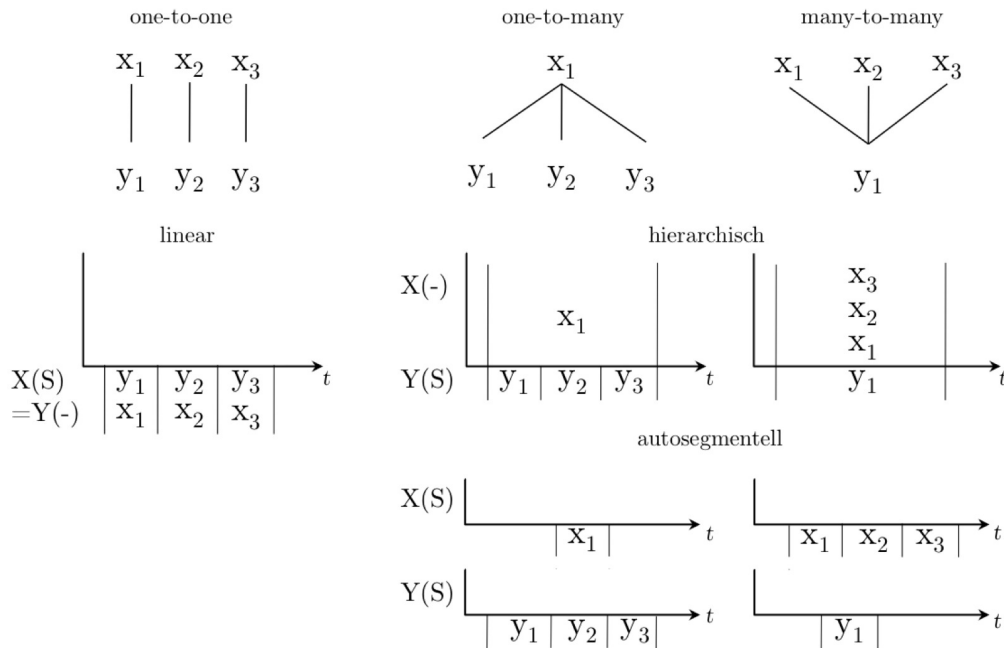 one-to-one
one-to-many
many-to-many
x1 x2 x3
x1
x1 x2 x3
y1 y2 y3
y1 y2 y3
y1
linear
hierarchisch
X(-)
x1
x3
x2
x1
X(S) y1 y2 y3 t
=Y(-) x1 x2 x3
Y(S) y1 y2 y3 t
y1 t
autosegmentell
X(S) x1 t
x1 x2 x3 t
Y(S) y1 y2 y3 t
y1 t